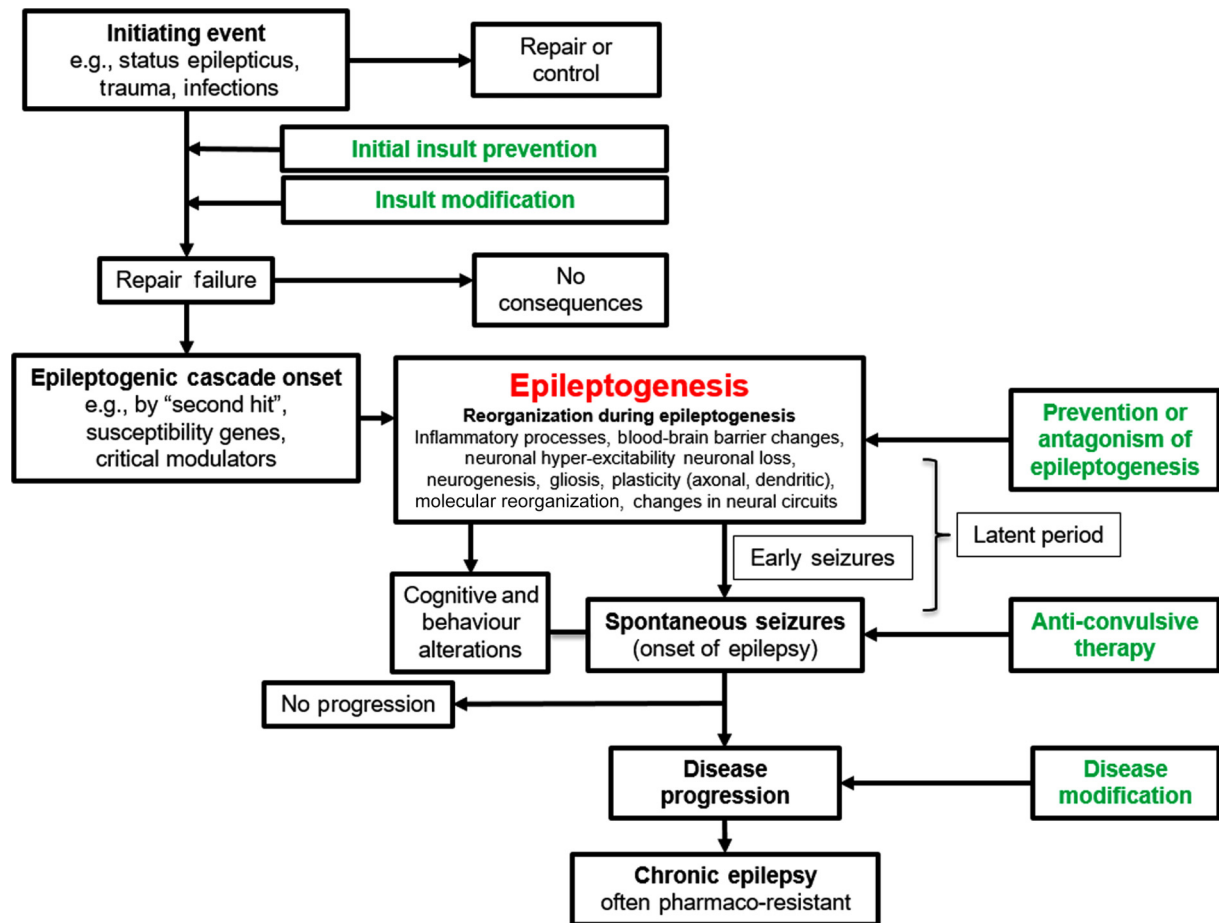 Initiating event
e.g., status epilepticus,
trauma, infections
Repair or
control
Initial insult prevention
Insult modification
Repair failure
No
consequences
Epileptogenic cascade onset
e.g., by “second hit”,
susceptibility genes,
critical modulators
Epileptogenesis
Reorganization during epileptogenesis
Inflammatory processes, blood-brain barrier changes,
neuronal hyper-excitability neuronal loss,
neurogenesis, gliosis, plasticity (axonal, dendritic),
molecular reorganization, changes in neural circuits
Prevention or
antagonism of
epileptogenesis
Latent period
Early seizures
Cognitive and
behaviour
alterations
Spontaneous seizures
(onset of epilepsy)
Anti-convulsive
therapy
No progression
Disease
progression
Disease
modification
Chronic epilepsy
often pharmaco-resistant